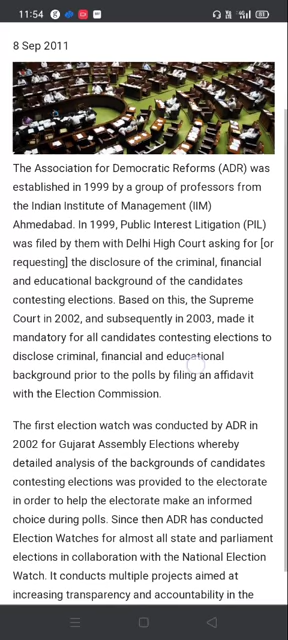 11:54
83
8 Sep 2011
The Association for Democratic Reforms (ADR) was
established in 1999 by a group of professors from
the Indian Institute of Management (IIM)
Ahmedabad. In 1999, Public Interest Litigation (PIL)
was filed by them with Delhi High Court asking for [or
requesting] the disclosure of the criminal, financial
and educational background of the candidates
contesting elections. Based on this, the Supreme
Court in 2002, and subsequently in 2003, made it
mandatory for all candidates contesting elections to
disclose criminal, financial and educational
background prior to the polls by filing an affidavit
with the Election Commission.
The first election watch was conducted by ADR in
2002 for Gujarat Assembly Elections whereby
detailed analysis of the backgrounds of candidates
contesting elections was provided to the electorate
in order to help the electorate make an informed
choice during polls. Since then ADR has conducted
Election Watches for almost all state and parliament
elections in collaboration with the National Election
Watch. It conducts multiple projects aimed at
increasing transparency and accountability in the